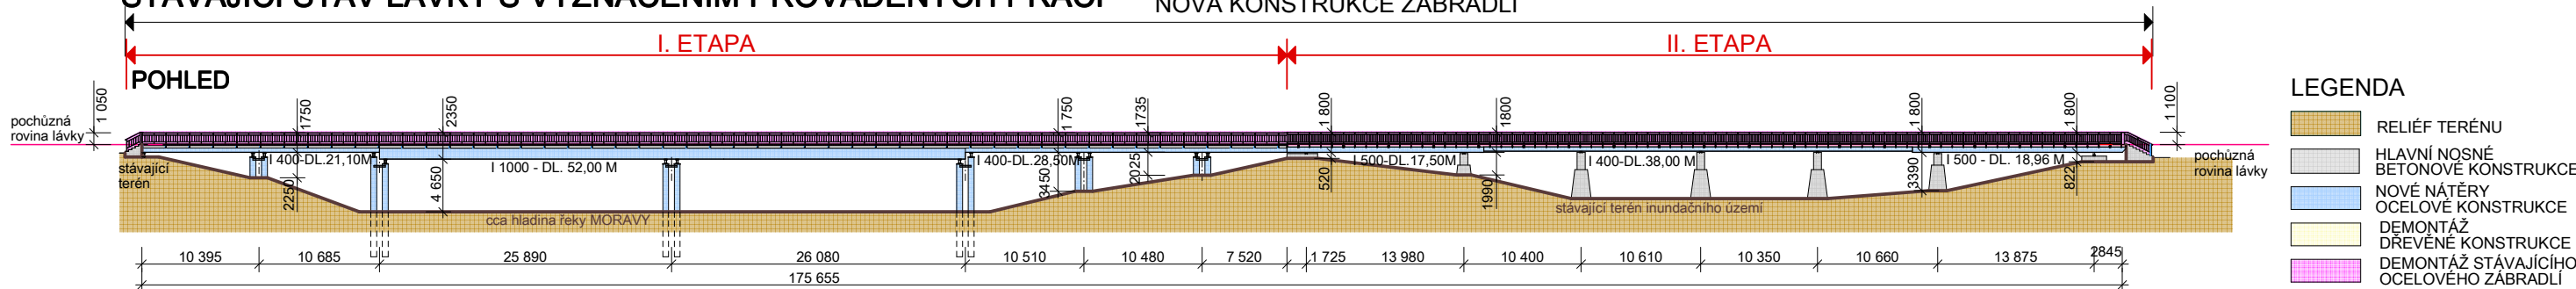 STÁVAJÍCÍ STAV LÁVKY S VYZNAČENÍM PROVÁDĚNÝCH PRACÍ
NOVÁ KONSTRUKCE ZÁBRADLÍ
I. ETAPA
II. ETAPA
POHLED
LEGENDA
1 050
1750
2350
1 750
1735
1 800
1800
1 800
1 800
1 100
pochůzná
rovina lávky
RELIÉF TERÉNU
HLAVNÍ NOSNÉ
BETONOVÉ KONSTRUKCE
NOVÉ NÁTĚRY
OCELOVÉ KONSTRUKCE
DEMONTÁŽ
DŘEVĚNÉ KONSTRUKCE
DEMONTÁŽ STÁVAJÍCÍHO
OCELOVÉHO ZÁBRADLÍ
stávající
terén
I 400-DL.21,10M
I 1000 - DL. 52,00 M
I 400-DL.28,50M
I 500-DL.17,50M
I 400-DL.38,00 M
I 500 - DL. 18,96 M
pochůzná
rovina lávky
2250
4 650
3450
2025
520
1990
3390
822
cca hladina řeky MORAVY
stávající terén inundačního území
10 395
10 685
25 890
26 080
10 510
10 480
7 520
1 725
13 980
10 400
10 610
10 350
10 660
13 875
2845
175 655